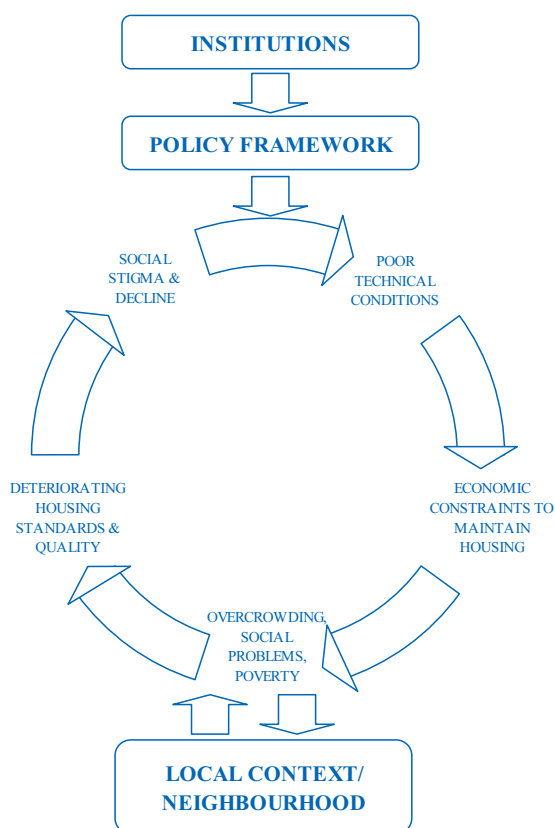 INSTITUTIONS
POLICY FRAMEWORK
SOCIAL
STIGMA &
DECLINE
POOR
TECHNICAL
CONDITIONS
DETERIORATING
HOUSING
STANDARDS &
QUALITY
ECONOMIC
CONSTRAINTS TO
MAINTAIN
HOUSING
OVERCROWDING,
SOCIAL
PROBLEMS,
POVERTY
LOCAL CONTEXT/
NEIGHBOURHOOD